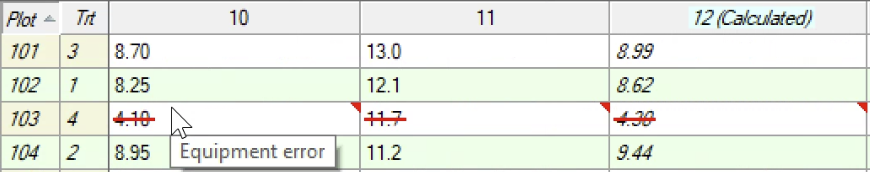 Plot Trt 10 11 12 (Calculated)
101 3 8.70 13.0 8.99
102 1 8.25 12.1 8.62
103 4 4.10 11.7 4.30
104 2 8.95 11.2 9.44
Equipment error